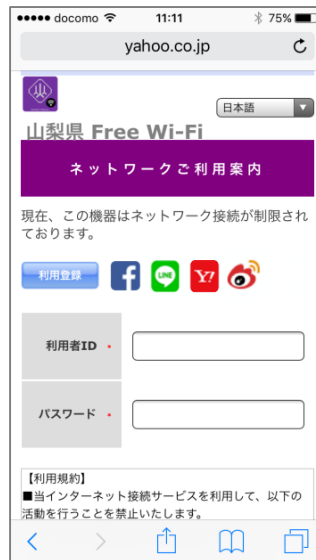 docomo 11:11 75%
yahoo.co.jp
日本語
山梨県 Free Wi-Fi
ネットワークご利用案内
現在、この機器はネットワーク接続が制限され
ております。
利用登録 f LINE Y!
利用者ID
パスワード
【利用規約】
■当インターネット接続サービスを利用して、以下の
活動を行うことを禁止いたします。